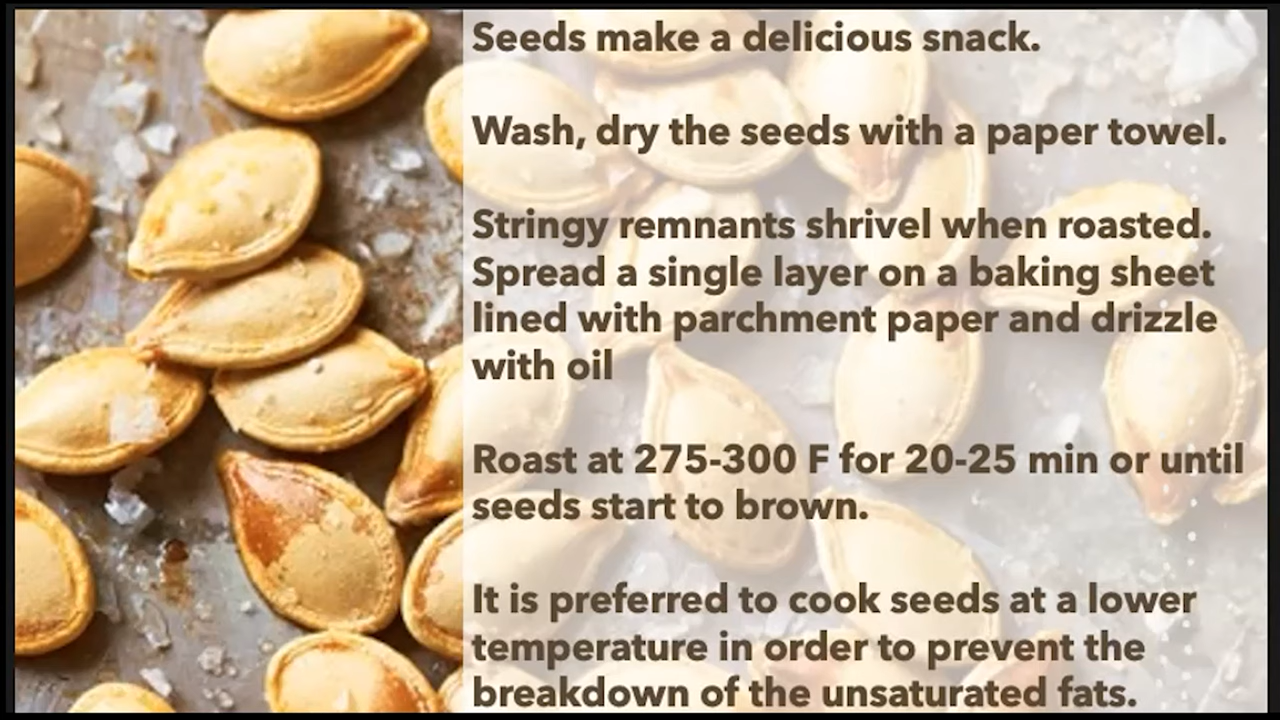 Seeds make a delicious snack.
Wash, dry the seeds with a paper towel.
Stringy remnants shrivel when roasted.
Spread a single layer on a baking sheet
lined with parchment paper and drizzle
with oil
Roast at 275-300 F for 20-25 min or until
seeds start to brown.
It is preferred to cook seeds at a lower
temperature in order to prevent the
breakdown of the unsaturated fats.